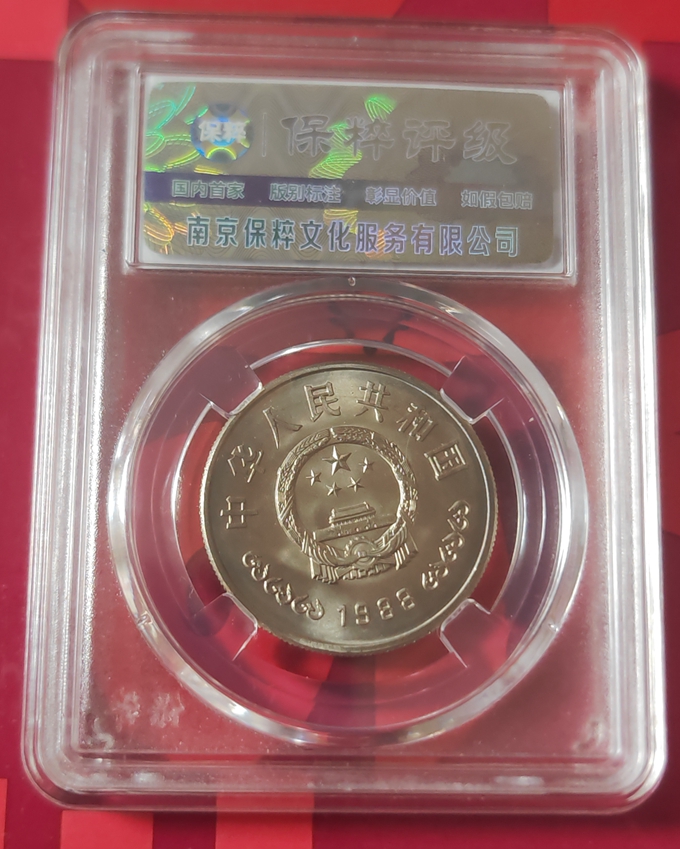 保粹 保粹评级
国内首家 版别标注 彰显价值 如假包赔
南京保粹文化服务有限公司
中华人民共和国
1988